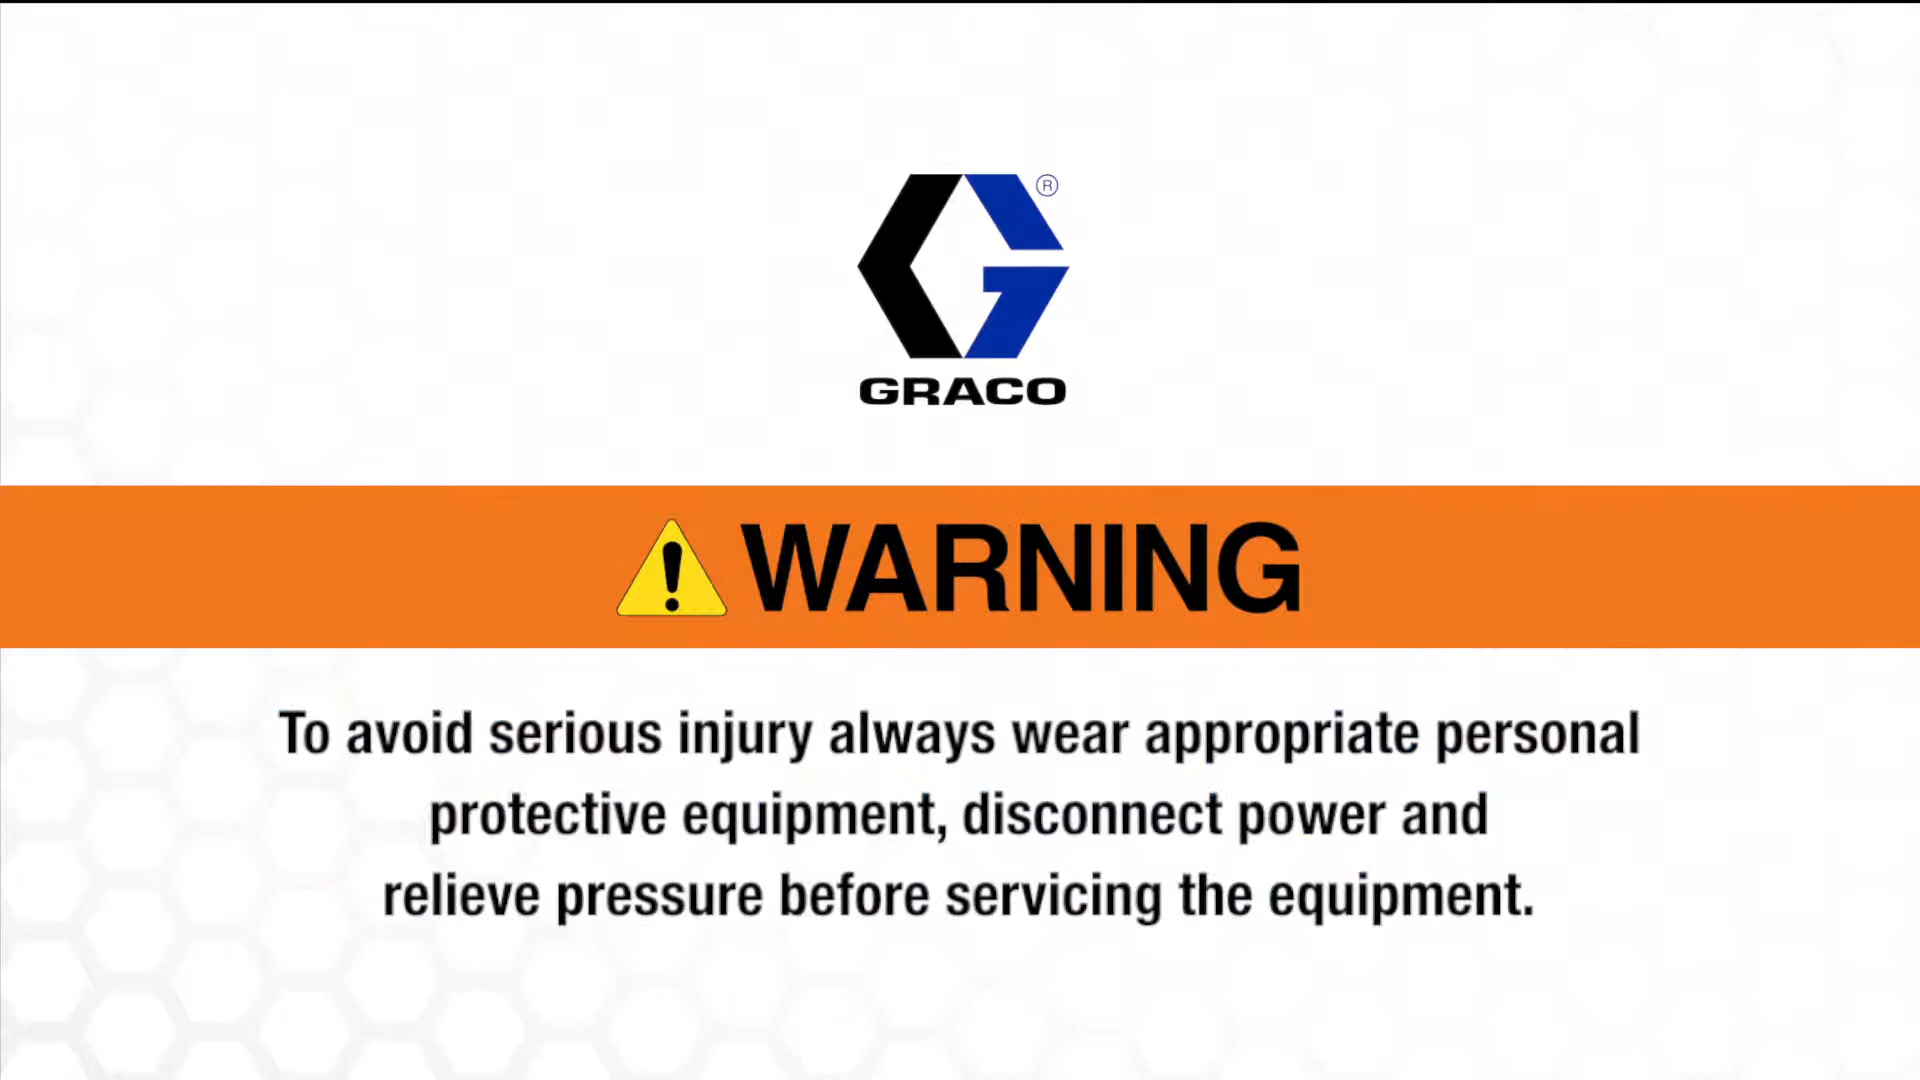 ®
GRACO
WARNING
To avoid serious injury always wear appropriate personal
protective equipment, disconnect power and
relieve pressure before servicing the equipment.